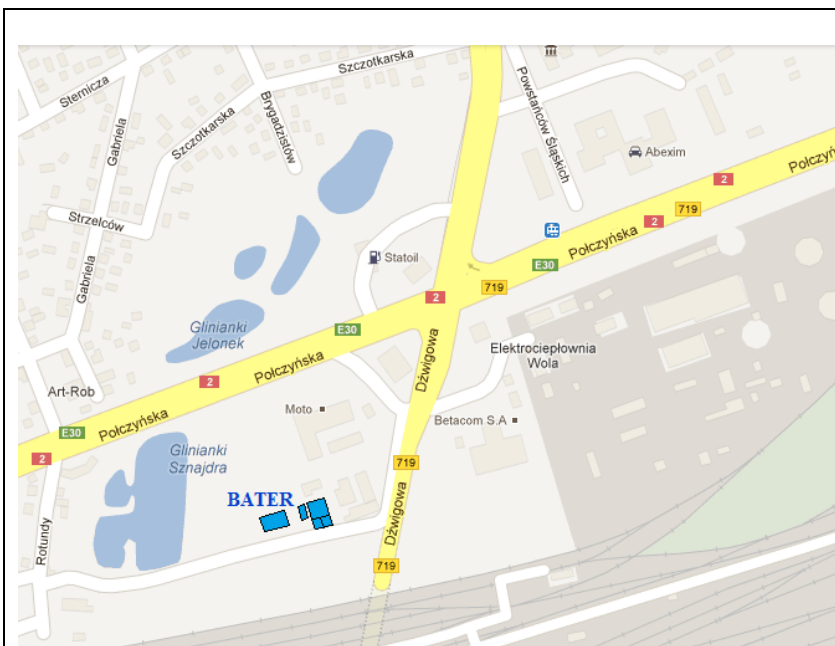 Szczotkarska
Sternicza
Brygadzistów
Powstańców Śląskich
Gabriela
Szczotkarska
Abexim
Połczyń
2
719
2
Strzelców
Połczyńska
Statoil
E30
Gabriela
719
2
Glinianki
Jelonek
E30
Elektrociepłownia
Wola
Połczyńska
Dźwigowa
2
Art-Rob
Moto
Betacom S.A
Połczyńska
E30
Glinianki
Sznajdra
2
719
BATER
Dźwigowa
Rotundy
719